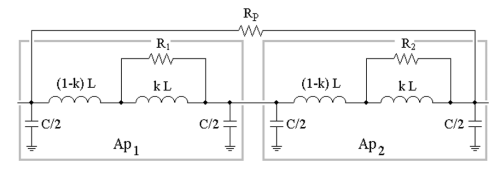 Rp
R1 R2
(1-k) L k L (1-k) L k L
C/2 C/2 C/2 C/2
Ap1 Ap2